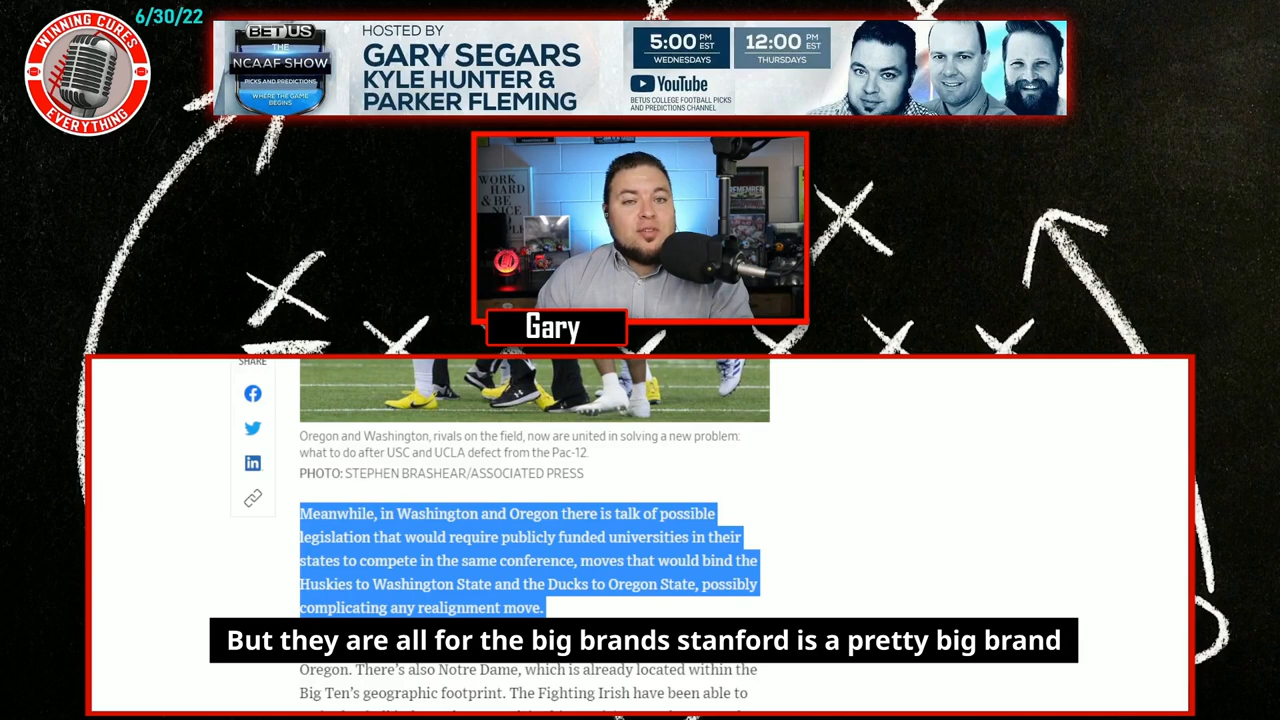 6/30/22
WINNING CURES
EVERYTHING
BETUS
THE
NCAAF SHOW
PICKS AND PREDICTIONS
WHERE THE GAME
BEGINS
HOSTED BY
GARY SEGARS
KYLE HUNTER &
PARKER FLEMING
5:00 PM EST
WEDNESDAYS
12:00 PM EST
THURSDAYS
YouTube
BETUS COLLEGE FOOTBALL PICKS
AND PREDICTIONS CHANNEL
WORK
HARD
& BE
NICE
REMEMBER
Gary
SHARE
Oregon and Washington, rivals on the field, now are united in solving a new problem:
what to do after USC and UCLA defect from the Pac-12.
PHOTO: STEPHEN BRASHEAR/ASSOCIATED PRESS
Meanwhile, in Washington and Oregon there is talk of possible
legislation that would require publicly funded universities in their
states to compete in the same conference, moves that would bind the
Huskies to Washington State and the Ducks to Oregon State, possibly
complicating any realignment move.
But they are all for the big brands stanford is a pretty big brand
Oregon. There's also Notre Dame, which is already located within the
Big Ten's geographic footprint. The Fighting Irish have been able to